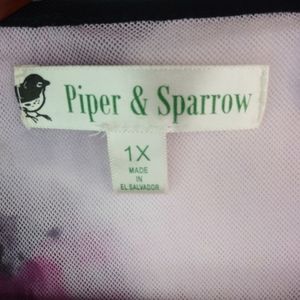 Piper & Sparrow
1X
MADE
IN
EL SALVADOR